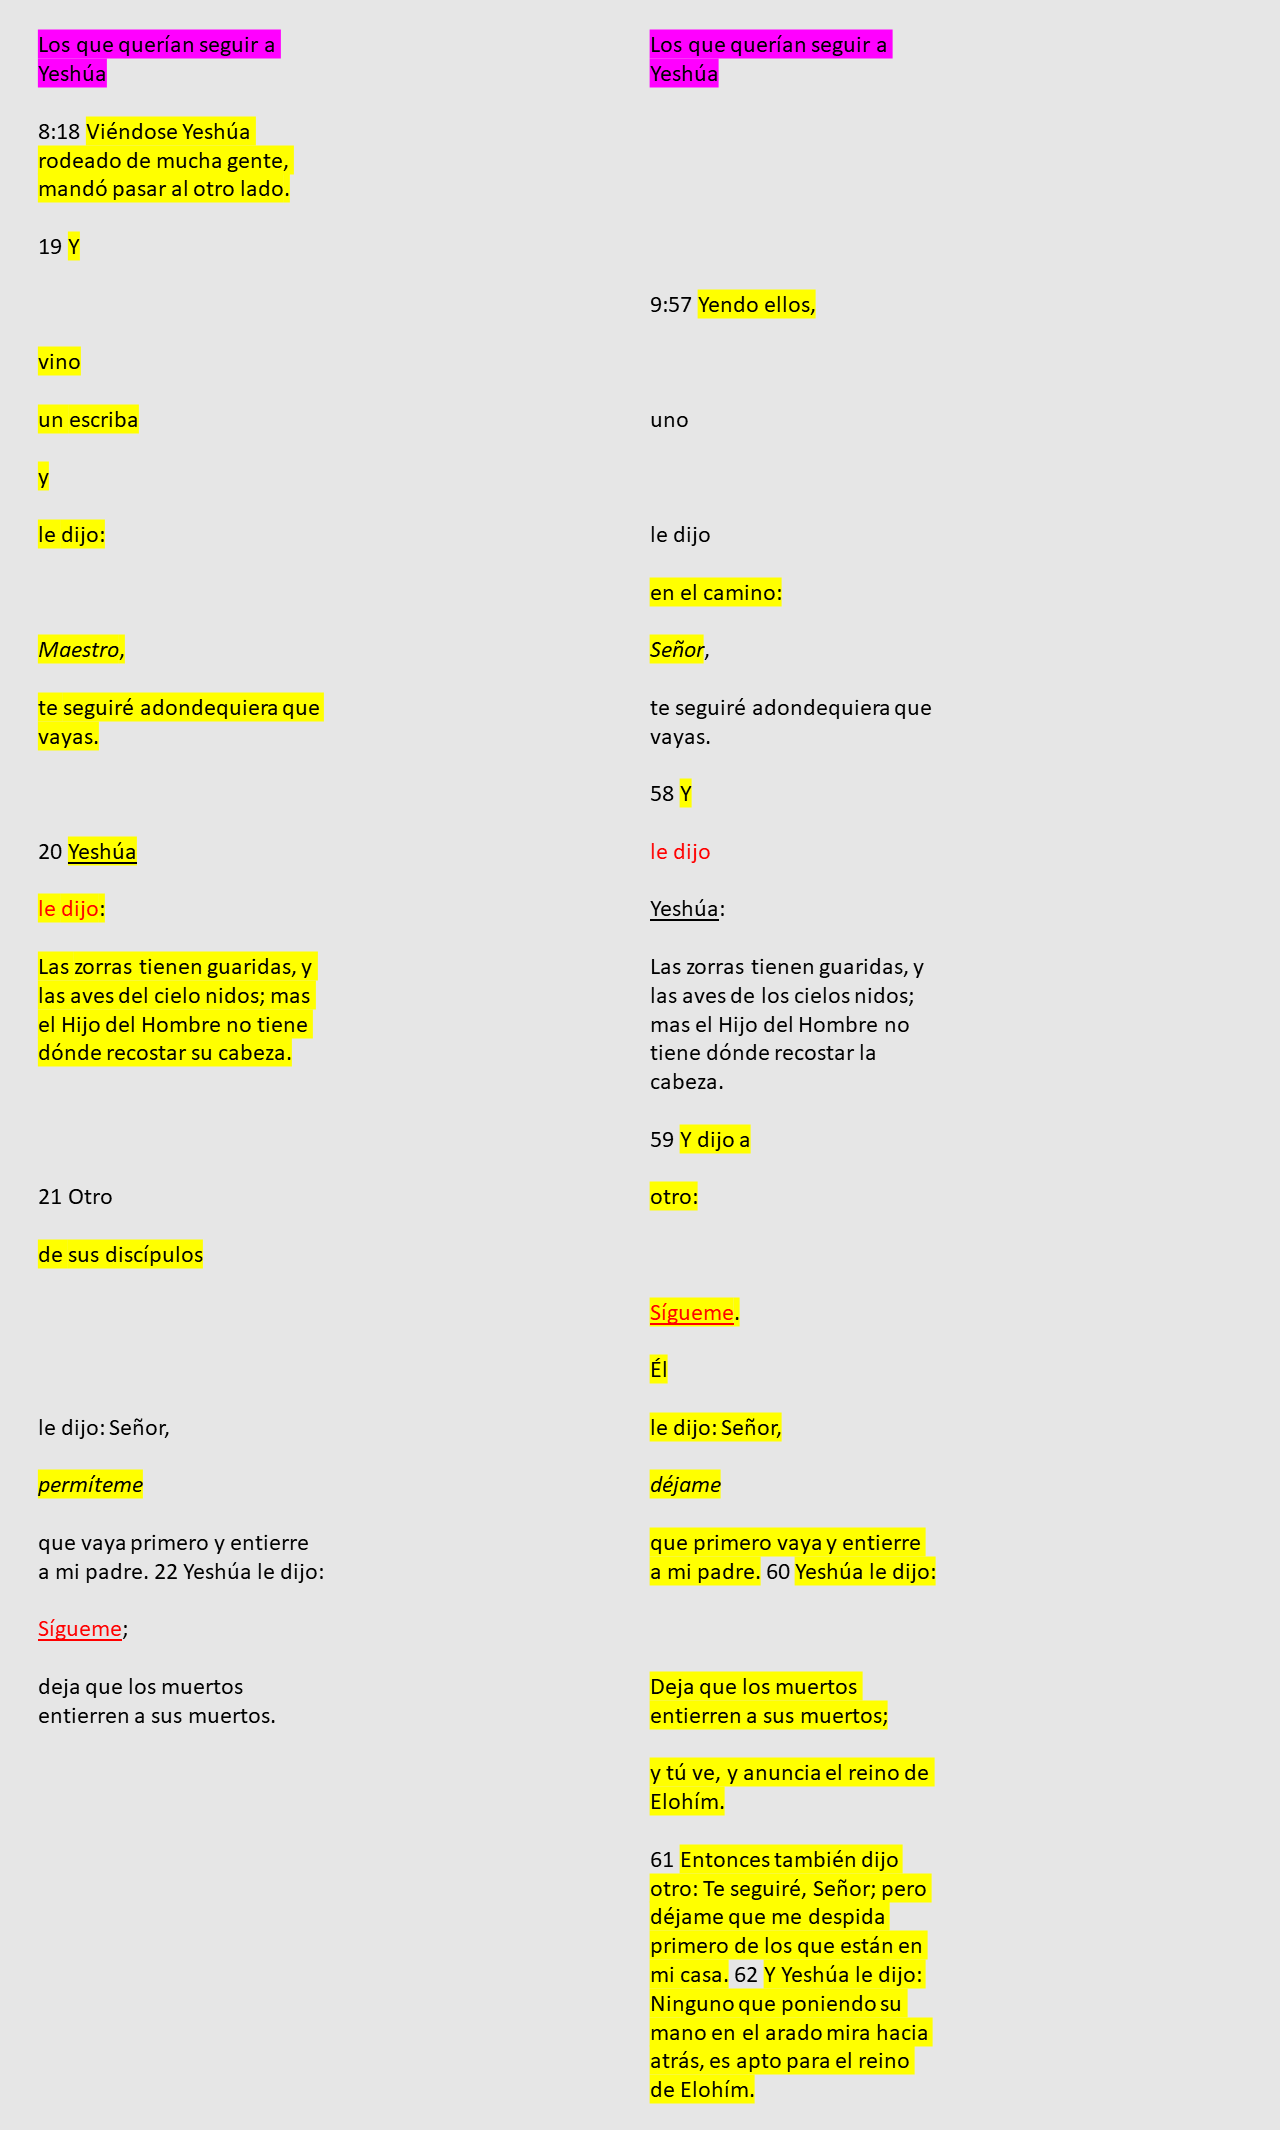 Los que querían seguir a
Yeshúa
8:18 Viéndose Yeshúa
rodeado de mucha gente,
mandó pasar al otro lado.
19 Y
vino
un escriba
y
le dijo:
Maestro,
te seguiré adondequiera que
vayas.
20 Yeshúa
le dijo:
Las zorras tienen guaridas, y
las aves del cielo nidos; mas
el Hijo del Hombre no tiene
dónde recostar su cabeza.
21 Otro
de sus discípulos
le dijo: Señor,
permíteme
que vaya primero y entierre
a mi padre. 22 Yeshúa le dijo:
Sígueme;
deja que los muertos
entierren a sus muertos.
Los que querían seguir a
Yeshúa
9:57 Yendo ellos,
uno
le dijo
en el camino:
Señor,
te seguiré adondequiera que
vayas.
58 Y
le dijo
Yeshúa:
Las zorras tienen guaridas, y
las aves de los cielos nidos;
mas el Hijo del Hombre no
tiene dónde recostar la
cabeza.
59 Y dijo a
otro:
Sígueme.
Él
le dijo: Señor,
déjame
que primero vaya y entierre
a mi padre. 60 Yeshúa le dijo:
Deja que los muertos
entierren a sus muertos;
y tú ve, y anuncia el reino de
Elohím.
61 Entonces también dijo
otro: Te seguiré, Señor; pero
déjame que me despida
primero de los que están en
mi casa. 62 Y Yeshúa le dijo:
Ninguno que poniendo su
mano en el arado mira hacia
atrás, es apto para el reino
de Elohím.